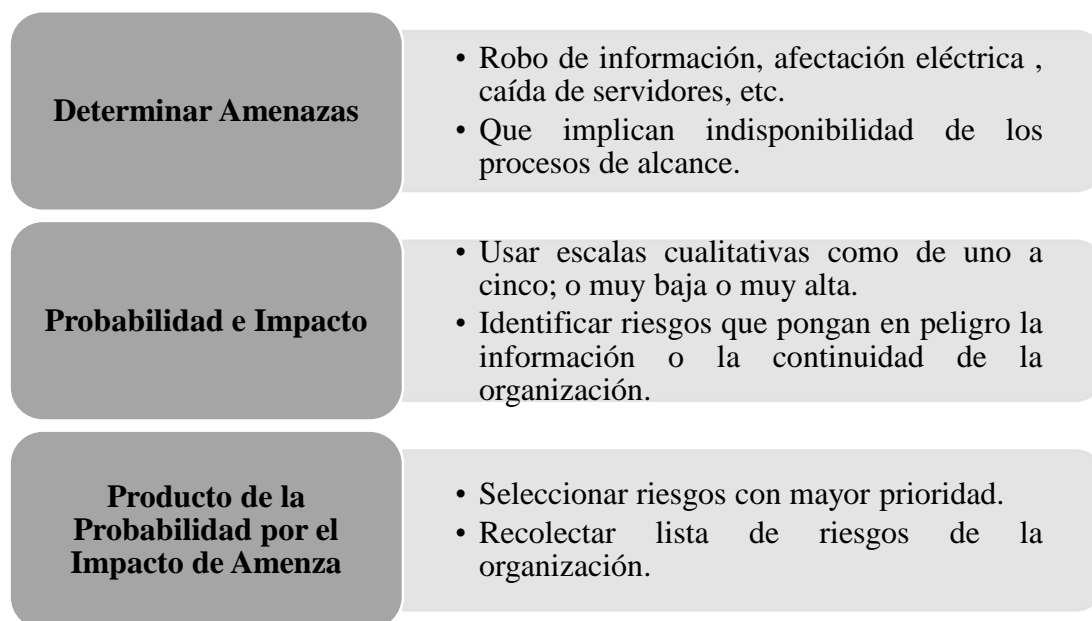 Determinar Amenazas
• Robo de información, afectación eléctrica ,
caída de servidores, etc.
• Que implican indisponibilidad de los
procesos de alcance.
Probabilidad e Impacto
• Usar escalas cualitativas como de uno a
cinco; o muy baja o muy alta.
• Identificar riesgos que pongan en peligro la
información o la continuidad de la
organización.
Producto de la
Probabilidad por el
Impacto de Amenza
• Seleccionar riesgos con mayor prioridad.
• Recolectar lista de riesgos de la
organización.